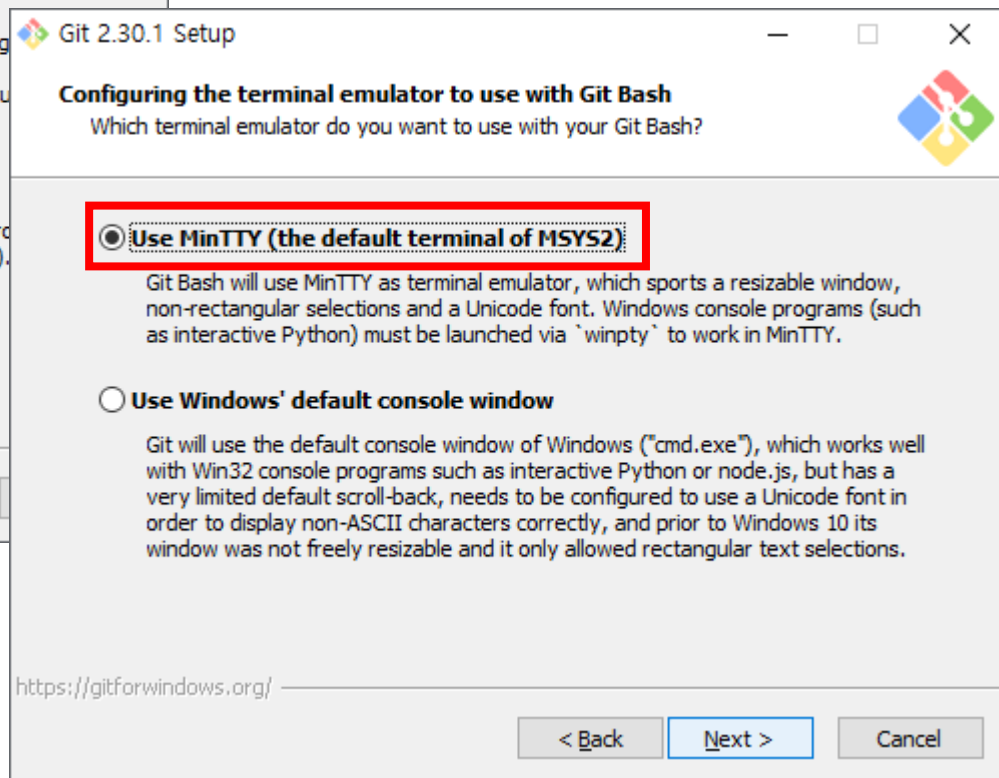 Git 2.30.1 Setup
Configuring the terminal emulator to use with Git Bash
Which terminal emulator do you want to use with your Git Bash?
Use MinTTY (the default terminal of MSYS2)
Git Bash will use MinTTY as terminal emulator, which sports a resizable window,
non-rectangular selections and a Unicode font. Windows console programs (such
as interactive Python) must be launched via `winpty` to work in MinTTY.
Use Windows' default console window
Git will use the default console window of Windows ("cmd.exe"), which works well
with Win32 console programs such as interactive Python or node.js, but has a
very limited default scroll-back, needs to be configured to use a Unicode font in
order to display non-ASCII characters correctly, and prior to Windows 10 its
window was not freely resizable and it only allowed rectangular text selections.
https://gitforwindows.org/
< Back
Next >
Cancel